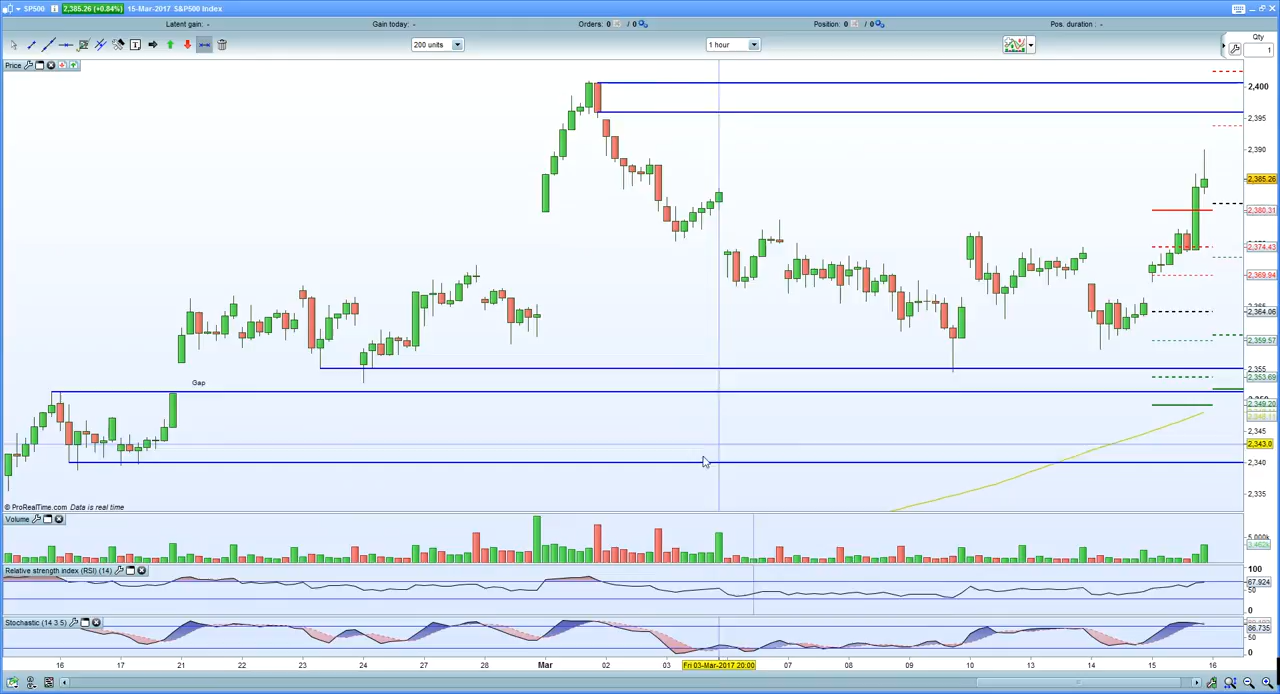 SP500 2,385.26 (+0.84%) 15-Mar-2017 S&P500 Index
Latent gain: - Gain today: - Orders: 0 / 0 Position: 0 / 0 Pos. duration : -
200 units 1 hour Qty
1
Price
2,400
2,395
2,390
2,385.26
2,380.31
2,374.43
2,369.94
2,364.06
2,359.57
2,355
2,353.69
Gap
2,349.20
2,345
2,343.0
2,340
2,335
© ProRealTime.com Data is real time
Volume
5,000k
Relative strength index (RSI) (14)
100
67.924
50
0
Stochastic (14 3 5)
86.735
50
0
16 17 21 22 23 24 27 28 Mar 02 03 Fri 03-Mar-2017 20:00 07 08 09 10 13 14 15 16